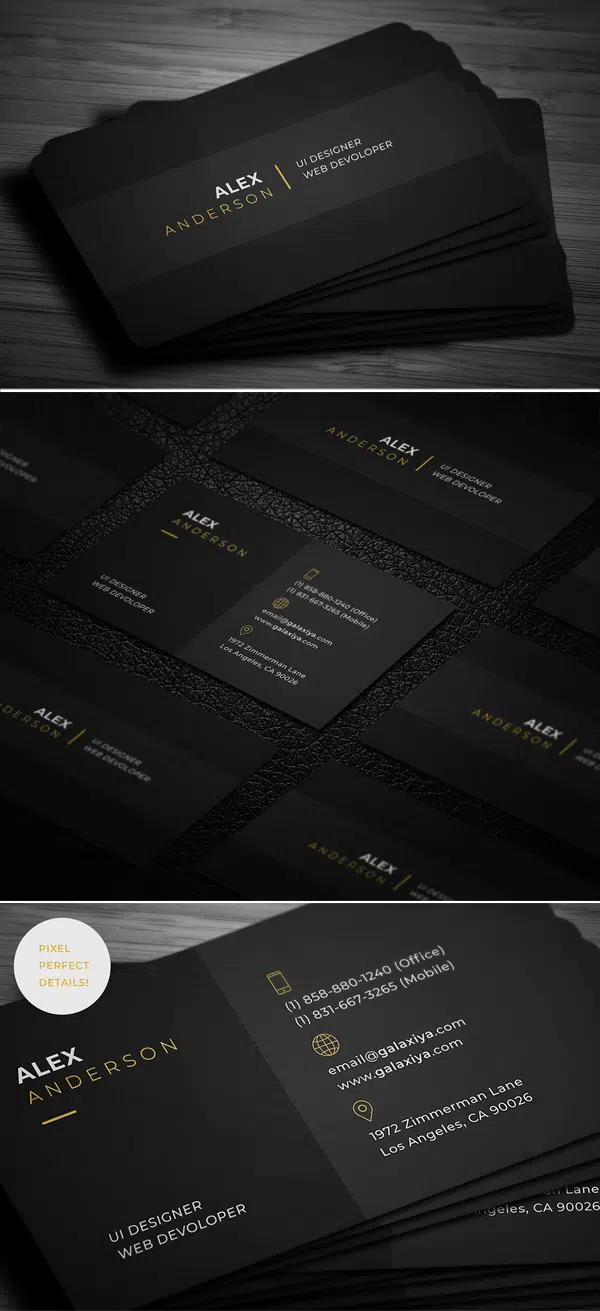 ALEX
ANDERSON
UI DESIGNER
WEB DEVOLOPER
ALEX
ANDERSON
UI DESIGNER
WEB DEVOLOPER
ALEX
ANDERSON
UI DESIGNER
WEB DEVOLOPER
(1) 858-880-1240 (Office)
(1) 831-667-3265 (Mobile)
email@galaxiya.com
www.galaxiya.com
1972 Zimmerman Lane
Los Angeles, CA 90026
ALEX
ANDERSON
UI DESIGNER
WEB DEVOLOPER
ALEX
ANDERSON
ALEX
ANDERSON
PIXEL
PERFECT
DETAILS!
ALEX
ANDERSON
UI DESIGNER
WEB DEVOLOPER
(1) 858-880-1240 (Office)
(1) 831-667-3265 (Mobile)
email@galaxiya.com
www.galaxiya.com
1972 Zimmerman Lane
Los Angeles, CA 90026
Lane
CA 90026